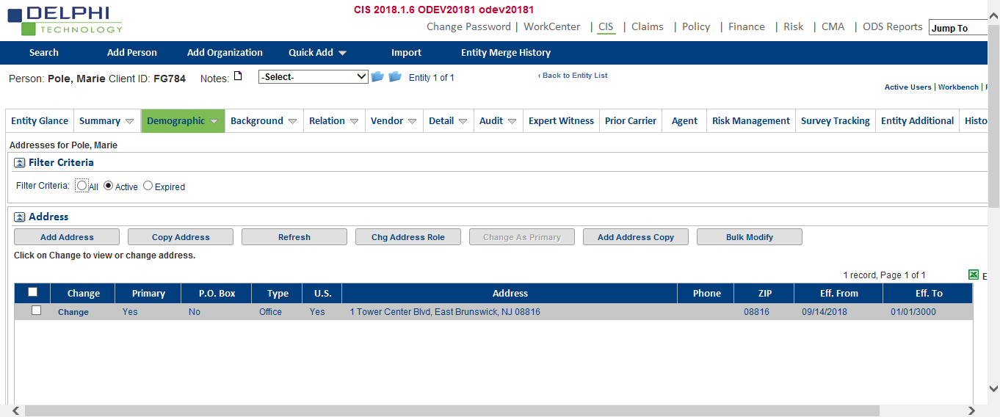 DELPHI
TECHNOLOGY
CIS 2018.1.6 ODEV20181 odev20181
Change Password | WorkCenter | CIS | Claims | Policy | Finance | Risk | CMA | ODS Reports Jump To
Search Add Person Add Organization Quick Add Import Entity Merge History
Person: Pole, Marie Client ID: FG784 Notes: -Select- Entity 1 of 1 ‹ Back to Entity List
Active Users | Workbench |
Entity Glance Summary Demographic Background Relation Vendor Detail Audit Expert Witness Prior Carrier Agent Risk Management Survey Tracking Entity Additional Histo
Addresses for Pole, Marie
Filter Criteria
Filter Criteria: All Active Expired
Address
Add Address Copy Address Refresh Chg Address Role Change As Primary Add Address Copy Bulk Modify
Click on Change to view or change address.
1 record, Page 1 of 1 E
Change Primary P.O. Box Type U.S. Address Phone ZIP Eff. From Eff. To
Change Yes No Office Yes 1 Tower Center Blvd, East Brunswick, NJ 08816 08816 09/14/2018 01/01/3000